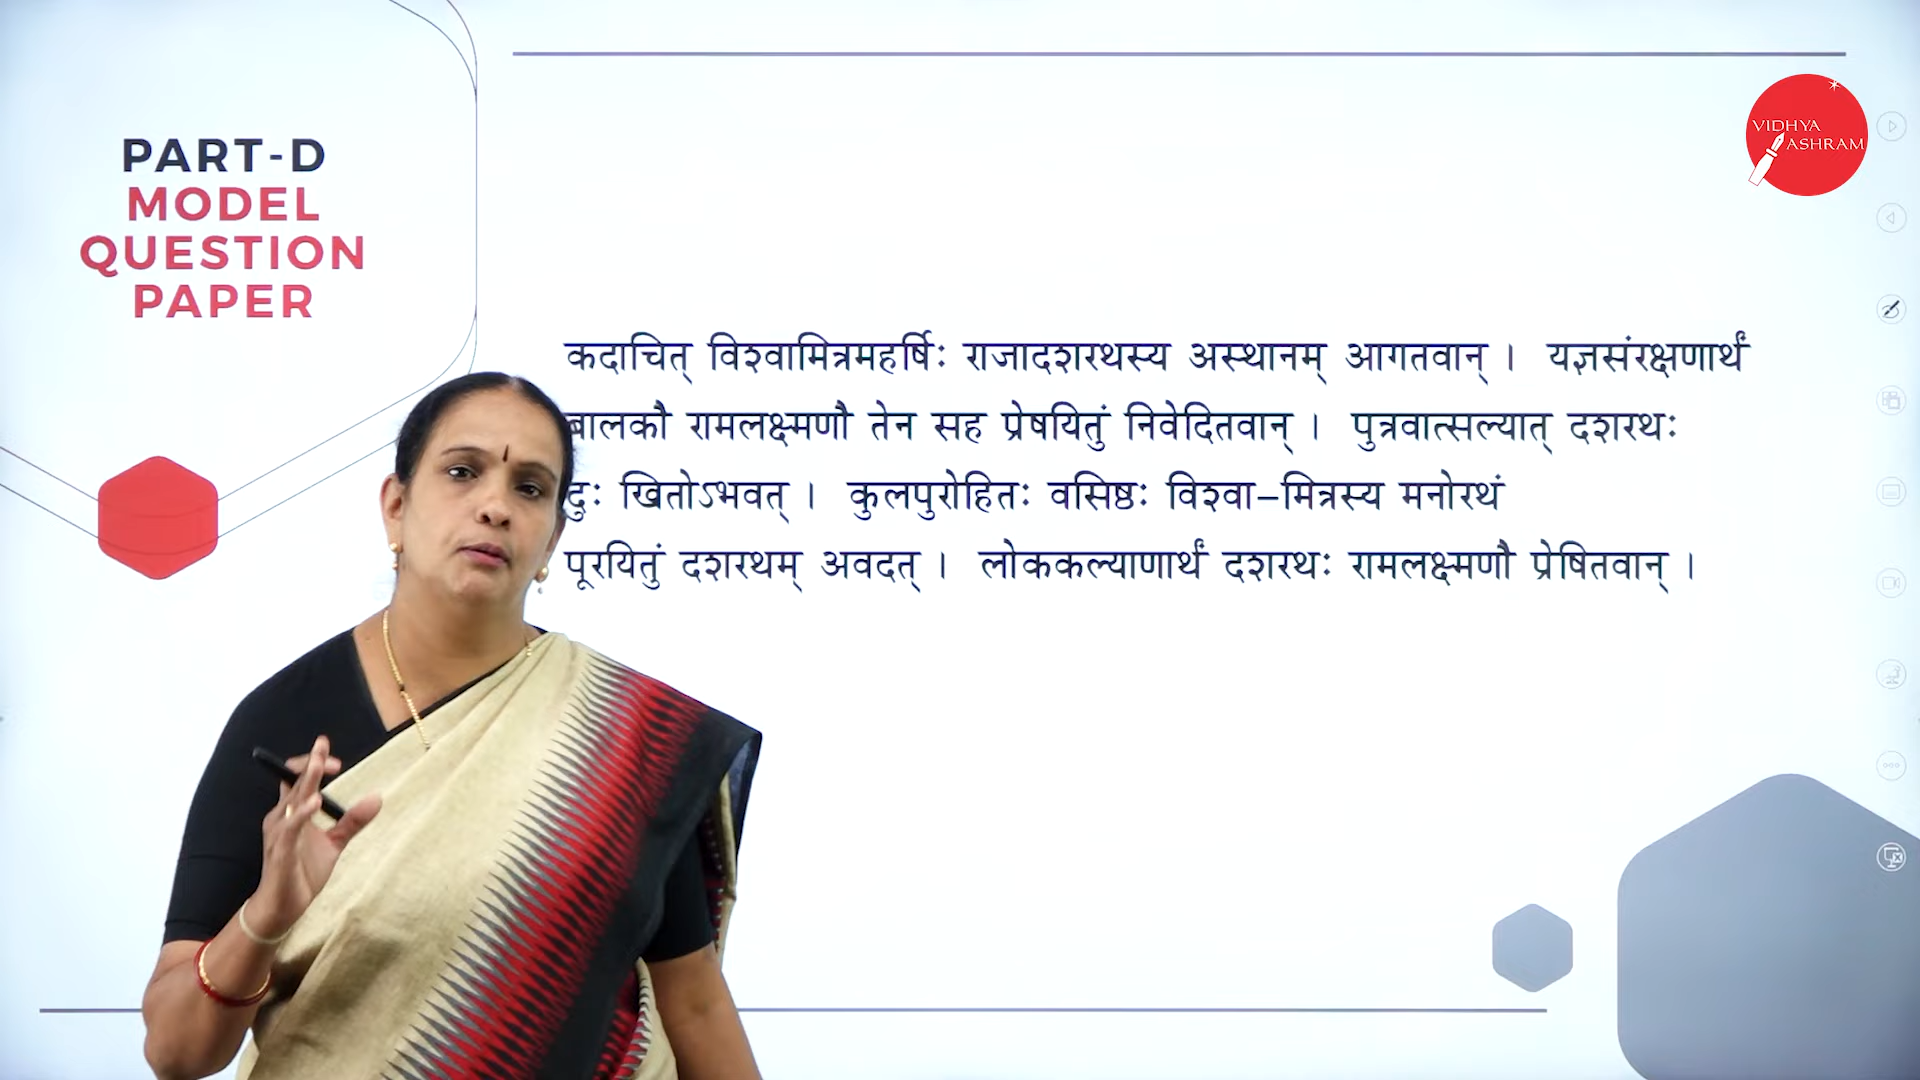 PART-D
MODEL
QUESTION
PAPER
VIDHYA
ASHRAM
कदाचित् विश्वामित्रमहर्षिः राजादशरथस्य अस्थानम् आगतवान् । यज्ञसंरक्षणार्थं
बालकौ रामलक्ष्मणौ तेन सह प्रेषयितुं निवेदितवान् । पुत्रवात्सल्यात् दशरथः
दुः खितोऽभवत् । कुलपुरोहितः वसिष्ठः विश्वा–मित्रस्य मनोरथं
पूरयितुं दशरथम् अवदत् । लोककल्याणार्थं दशरथः रामलक्ष्मणौ प्रेषितवान् ।